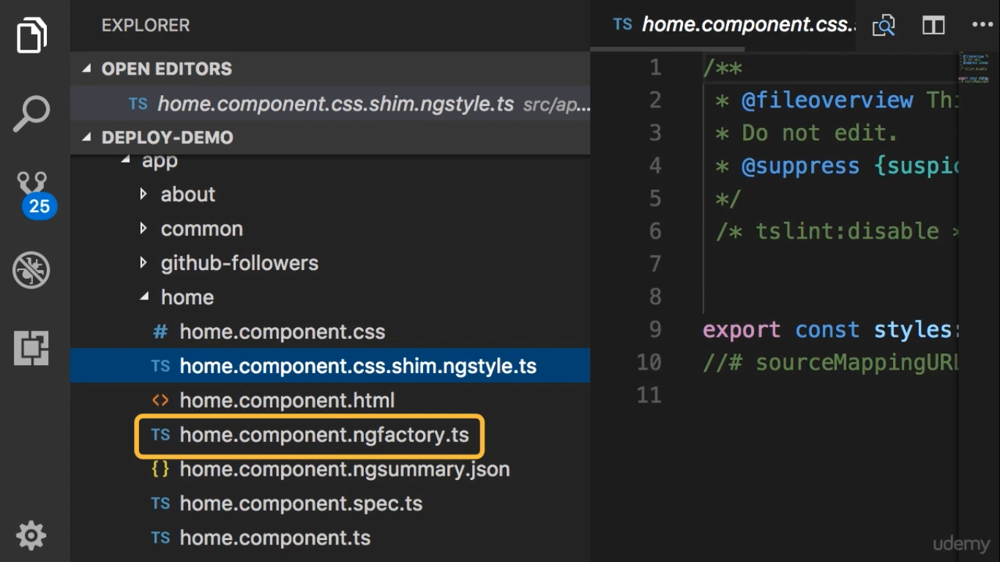 EXPLORER
OPEN EDITORS
TS home.component.css.shim.ngstyle.ts src/ap...
DEPLOY-DEMO
app
about
common
github-followers
home
# home.component.css
TS home.component.css.shim.ngstyle.ts
<> home.component.html
TS home.component.ngfactory.ts
{} home.component.ngsummary.json
TS home.component.spec.ts
TS home.component.ts
25
TS home.component.css.
1 /**
2 * @fileoverview Thi
3 * Do not edit.
4 * @suppress {suspic
5 */
6 /* tslint:disable *
7
8
9 export const styles:
10 //# sourceMappingURL
11
udemy